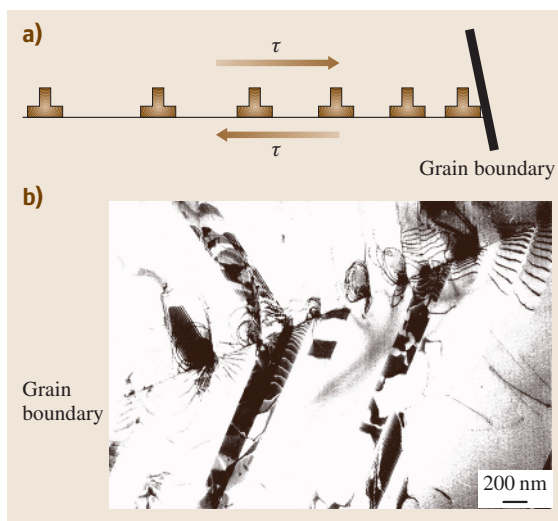 a)
τ
τ
Grain boundary
b)
Grain
boundary
200 nm